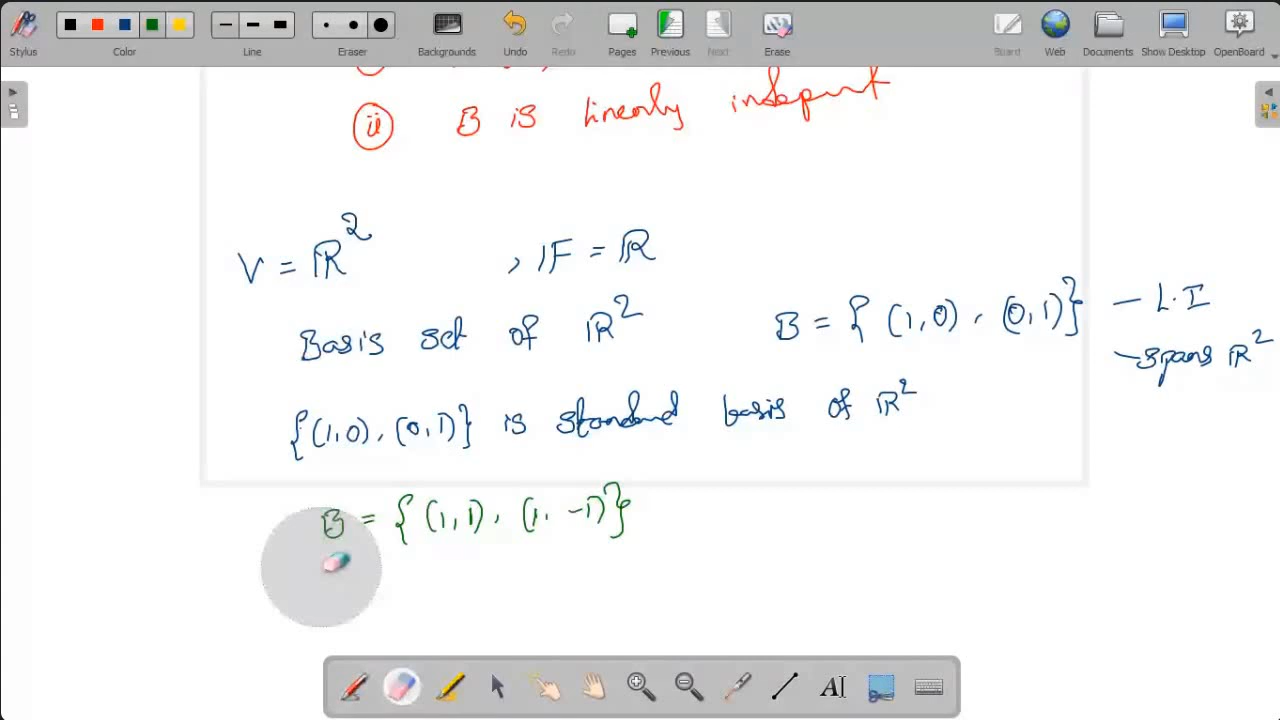 Stylus Color Line Eraser Backgrounds Undo Redo Pages Previous Next Erase Board Web Documents Show Desktop OpenBoard
ii B is linearly indepent
V = ℝ² , 𝔽 = ℝ
Basis set of ℝ² B = { (1,0), (0,1)} – L.I
– spans ℝ²
{(1,0), (0,1)} is standard basis of ℝ²
B = {(1,1), (1, -1)}